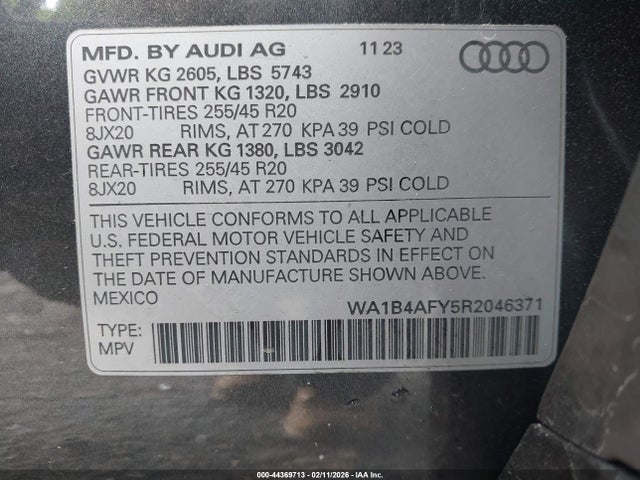 MFD. BY AUDI AG 11 23
GVWR KG 2605, LBS 5743
GAWR FRONT KG 1320, LBS 2910
FRONT-TIRES 255/45 R20
8JX20 RIMS, AT 270 KPA 39 PSI COLD
GAWR REAR KG 1380, LBS 3042
REAR-TIRES 255/45 R20
8JX20 RIMS, AT 270 KPA 39 PSI COLD
THIS VEHICLE CONFORMS TO ALL APPLICABLE
U.S. FEDERAL MOTOR VEHICLE SAFETY AND
THEFT PREVENTION STANDARDS IN EFFECT ON
THE DATE OF MANUFACTURE SHOWN ABOVE.
MEXICO WA1B4AFY5R2046371
TYPE:
MPV
000-44369713 - 02/11/2026 - IAA Inc.